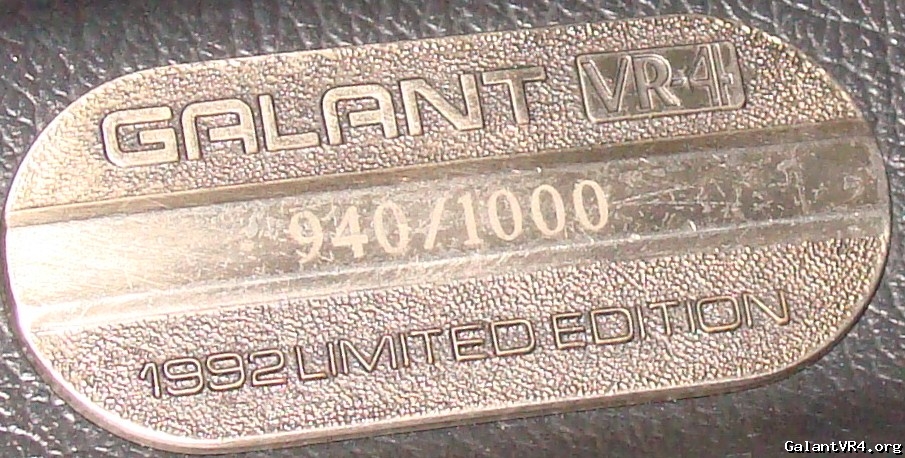 GALANT VR-4
940/1000
1992 LIMITED EDITION
GalantVR4.org